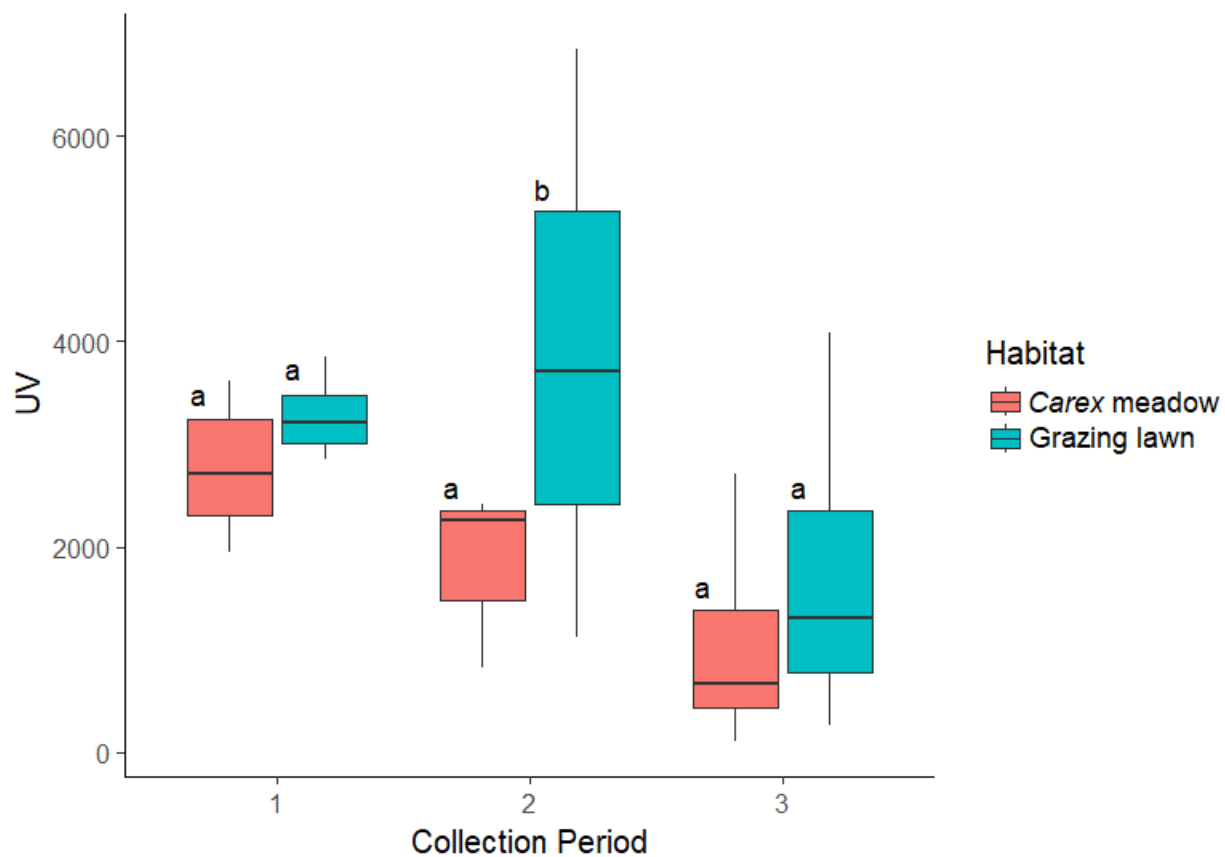 6000
4000
2000
0
UV
a
a
a
b
a
a
1
2
3
Collection Period
Habitat
Carex meadow
Grazing lawn